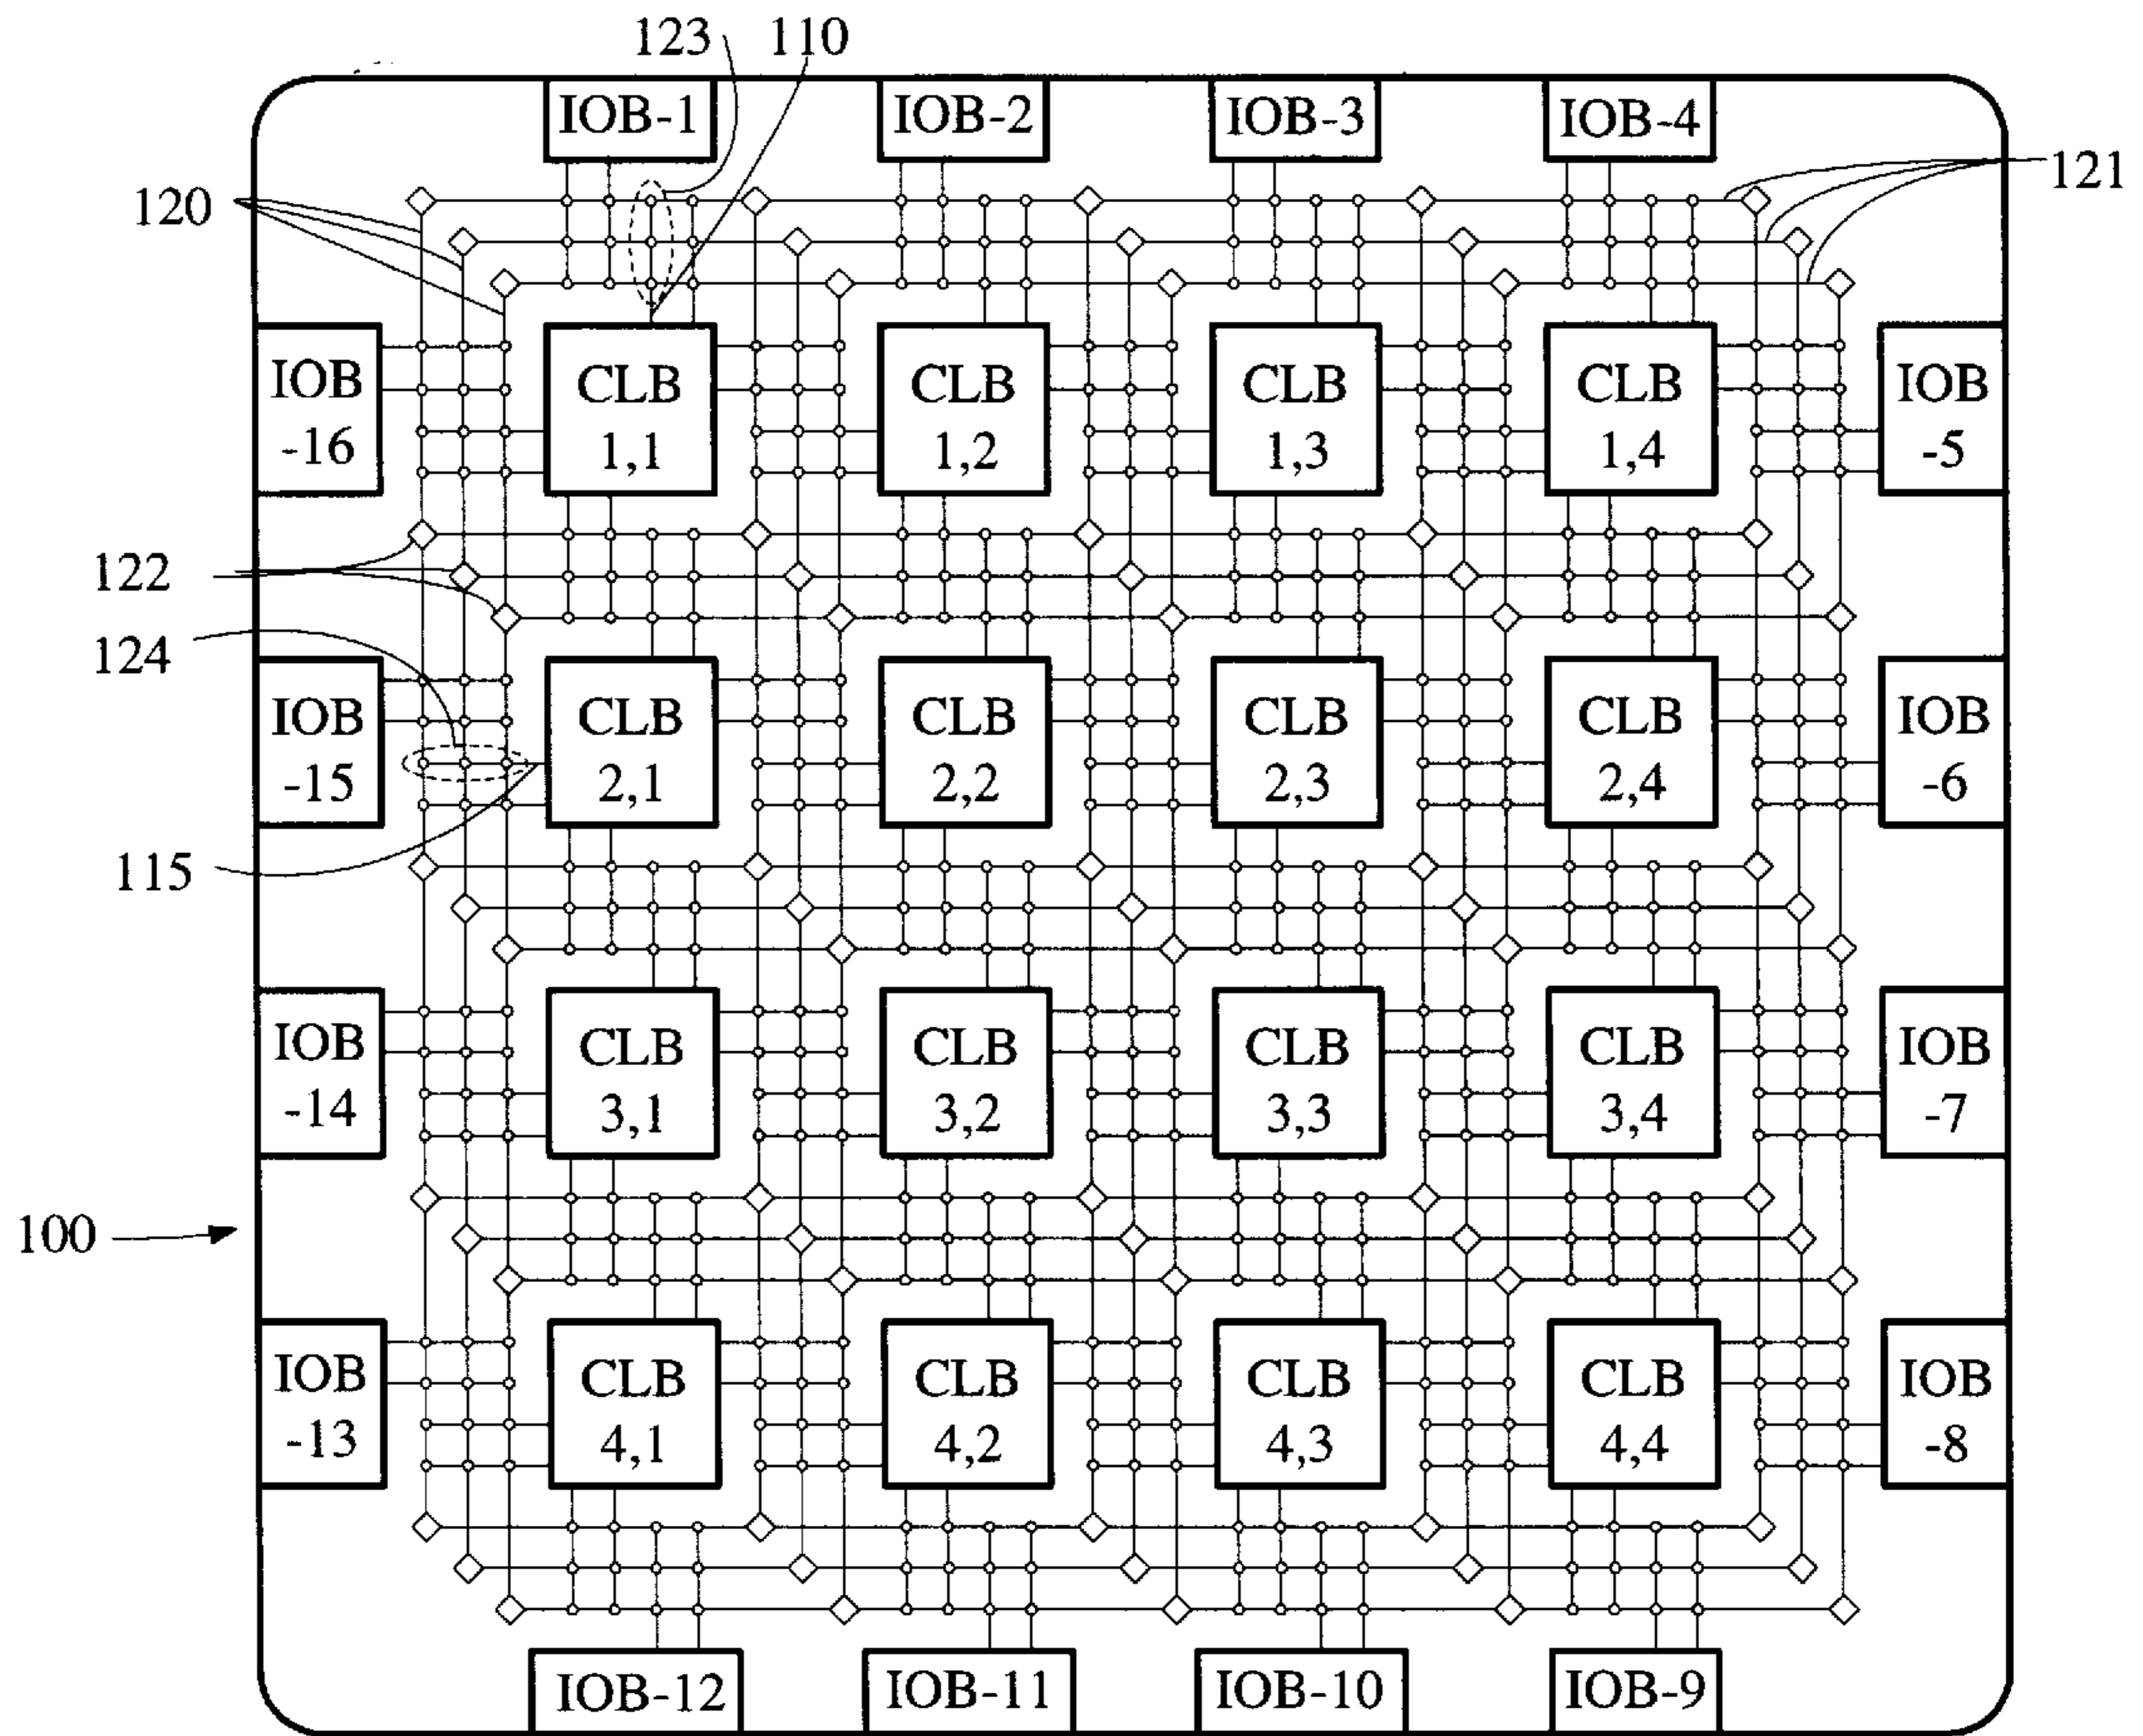 123 110
IOB-1 IOB-2 IOB-3 IOB-4
121
120
IOB
-16
CLB
1,1
CLB
1,2
CLB
1,3
CLB
1,4
IOB
-5
122
124
IOB
-15
CLB
2,1
CLB
2,2
CLB
2,3
CLB
2,4
IOB
-6
115
IOB
-14
CLB
3,1
CLB
3,2
CLB
3,3
CLB
3,4
IOB
-7
100
IOB
-13
CLB
4,1
CLB
4,2
CLB
4,3
CLB
4,4
IOB
-8
IOB-12 IOB-11 IOB-10 IOB-9